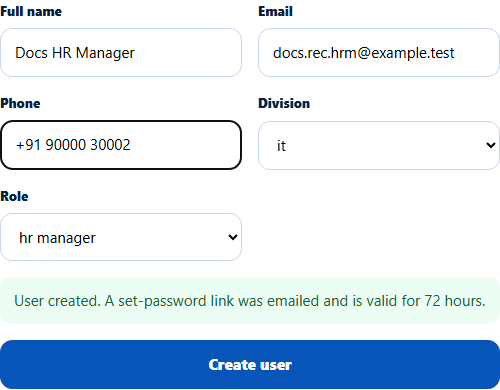 Full name
Email
Docs HR Manager
docs.rec.hrm@example.test
Phone
Division
+91 90000 30002
it
Role
hr manager
User created. A set-password link was emailed and is valid for 72 hours.
Create user